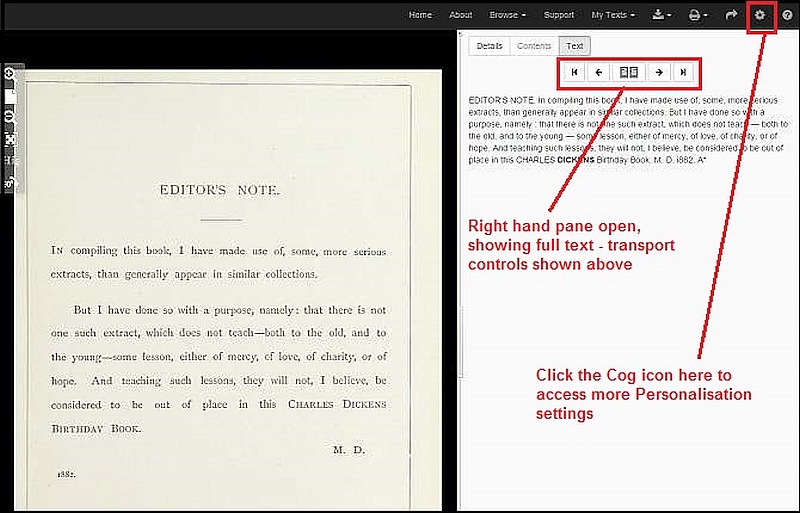 Home About Browse Support My Texts
Details Contents Text
EDITOR'S NOTE. In compiling this book, I have made use of, some, more serious
extracts, than generally appear in similar collections. But I have done so with a
purpose, namely : that there is not one such extract, which does not teach — both to
the old, and to the young — some lesson, either of mercy, of love, of charity, or of
hope. And teaching such lessons, they will not, I believe, be considered to be out of
place in this CHARLES DICKENS Birthday Book. M. D. i882, A*
Right hand pane open,
showing full text - transport
controls shown above
Click the Cog icon here to
access more Personalisation
settings
EDITOR'S NOTE.
In compiling this book, I have made use of, some, more serious
extracts, than generally appear in similar collections.
But I have done so with a purpose, namely: that there is not
one such extract, which does not teach—both to the old, and to
the young—some lesson, either of mercy, of love, of charity, or of
hope. And teaching such lessons, they will not, I believe, be
considered to be out of place in this CHARLES DICKENS
BIRTHDAY BOOK.
M. D.
1882.